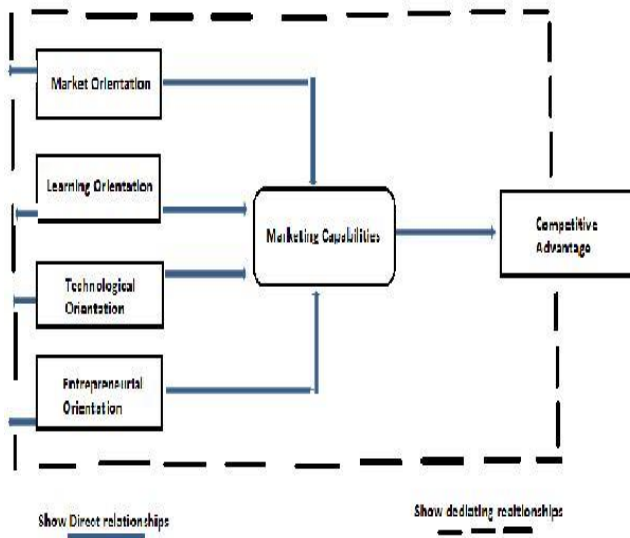 Market Orientation
Learning Orientation
Technological
Orientation
Entrepreneurial
Orientation
Marketing Capabilities
Competitive
Advantage
Show Direct relationships
Show dediating realtionships